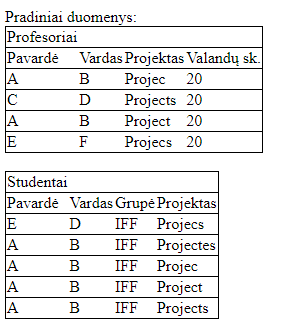 Pradiniai duomenys:
Profesoriai
Pavardė Vardas Projektas Valandų sk.
A B Projec 20
C D Projects 20
A B Project 20
E F Projecs 20
Studentai
Pavardė Vardas Grupė Projektas
E D IFF Projecs
A B IFF Projectes
A B IFF Projec
A B IFF Project
A B IFF Projects